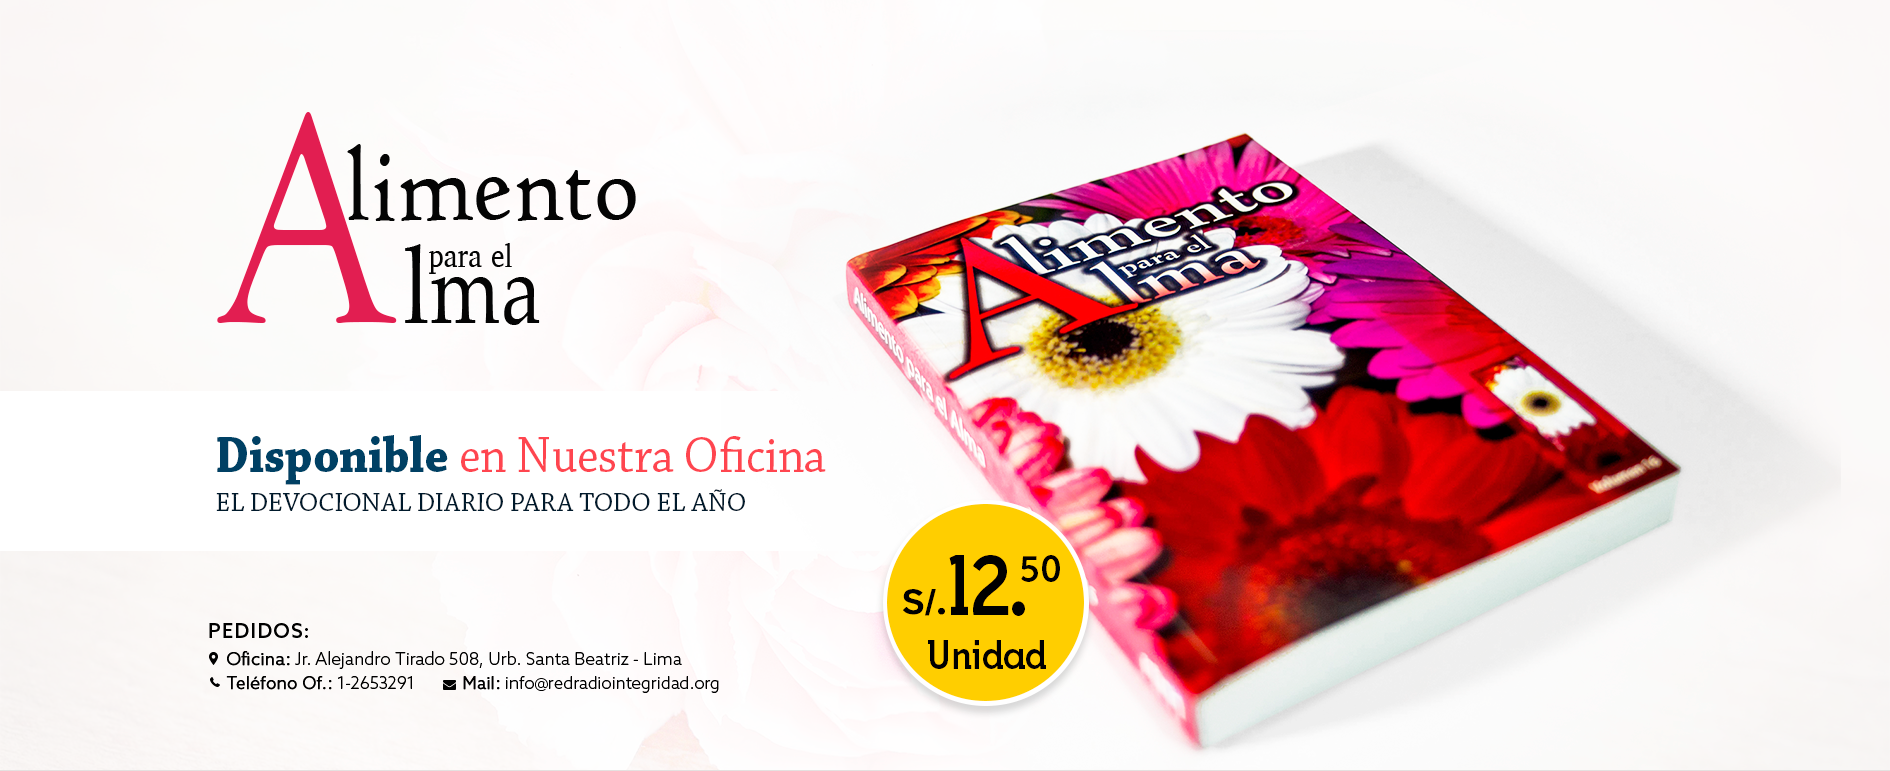 Alimento
para el
Alma
Disponible en Nuestra Oficina
EL DEVOCIONAL DIARIO PARA TODO EL AÑO
PEDIDOS:
Oficina: Jr. Alejandro Tirado 508, Urb. Santa Beatriz - Lima
Teléfono Of.: 1-2653291 Mail: info@redradiointegridad.org
Alimento
para el
Alma
Alimento para el Alma
Volumen 16
S/.12.50
Unidad